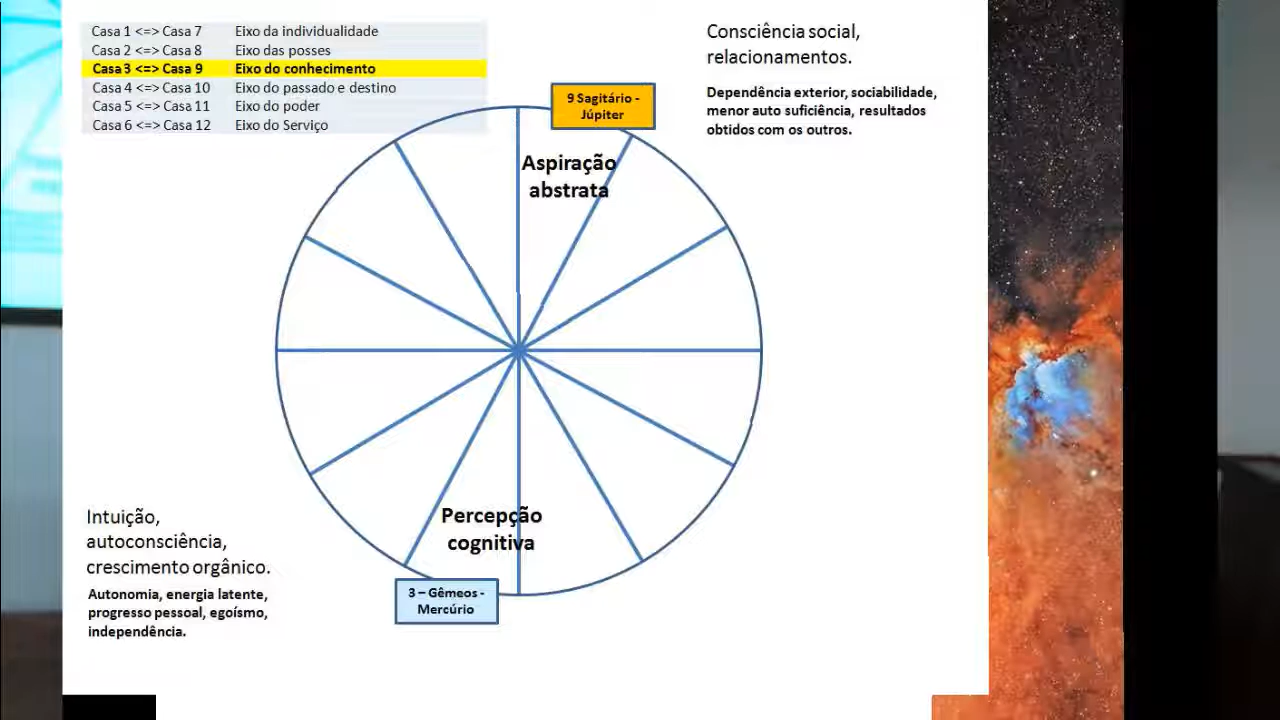 Casa 1 <=> Casa 7 Eixo da individualidade
Casa 2 <=> Casa 8 Eixo das posses
Casa 3 <=> Casa 9 Eixo do conhecimento
Casa 4 <=> Casa 10 Eixo do passado e destino
Casa 5 <=> Casa 11 Eixo do poder
Casa 6 <=> Casa 12 Eixo do Serviço
Consciência social,
relacionamentos.
Dependência exterior, sociabilidade,
menor auto suficiência, resultados
obtidos com os outros.
9 Sagitário -
Júpiter
Aspiração
abstrata
Percepção
cognitiva
3 – Gêmeos -
Mercúrio
Intuição,
autoconsciência,
crescimento orgânico.
Autonomia, energia latente,
progresso pessoal, egoísmo,
independência.